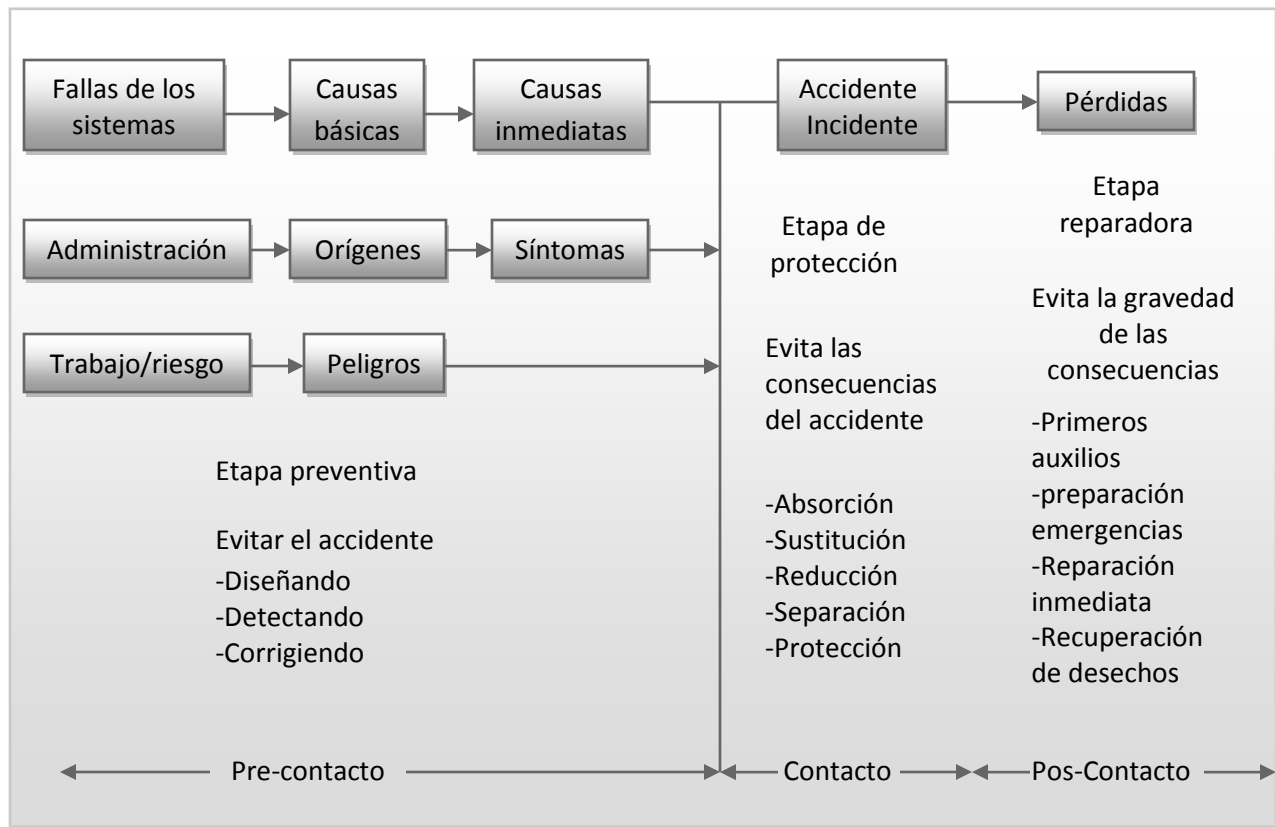 Fallas de los
sistemas
Causas
básicas
Causas
inmediatas
Accidente
Incidente
Pérdidas
Administración
Orígenes
Síntomas
Trabajo/riesgo
Peligros
Etapa preventiva
Evitar el accidente
-Diseñando
-Detectando
-Corrigiendo
Etapa de
protección
Evita las
consecuencias
del accidente
-Absorción
-Sustitución
-Reducción
-Separación
-Protección
Etapa
reparadora
Evita la gravedad
de las
consecuencias
-Primeros
auxilios
-preparación
emergencias
-Reparación
inmediata
-Recuperación
de desechos
Pre-contacto
Contacto
Pos-Contacto